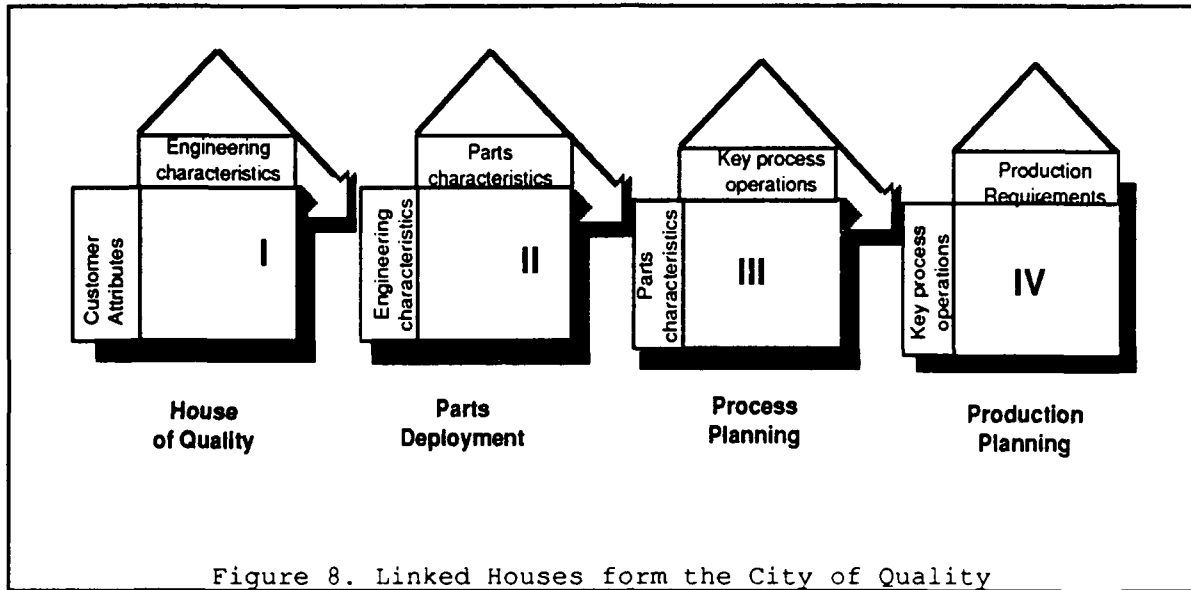 Engineering
characteristics
Customer
Attributes
I
House
of Quality
Parts
characteristics
Engineering
characteristics
II
Parts
Deployment
Key process
operations
Parts
characteristics
III
Process
Planning
Production
Requirements
Key process
operations
IV
Production
Planning
Figure 8. Linked Houses form the City of Quality